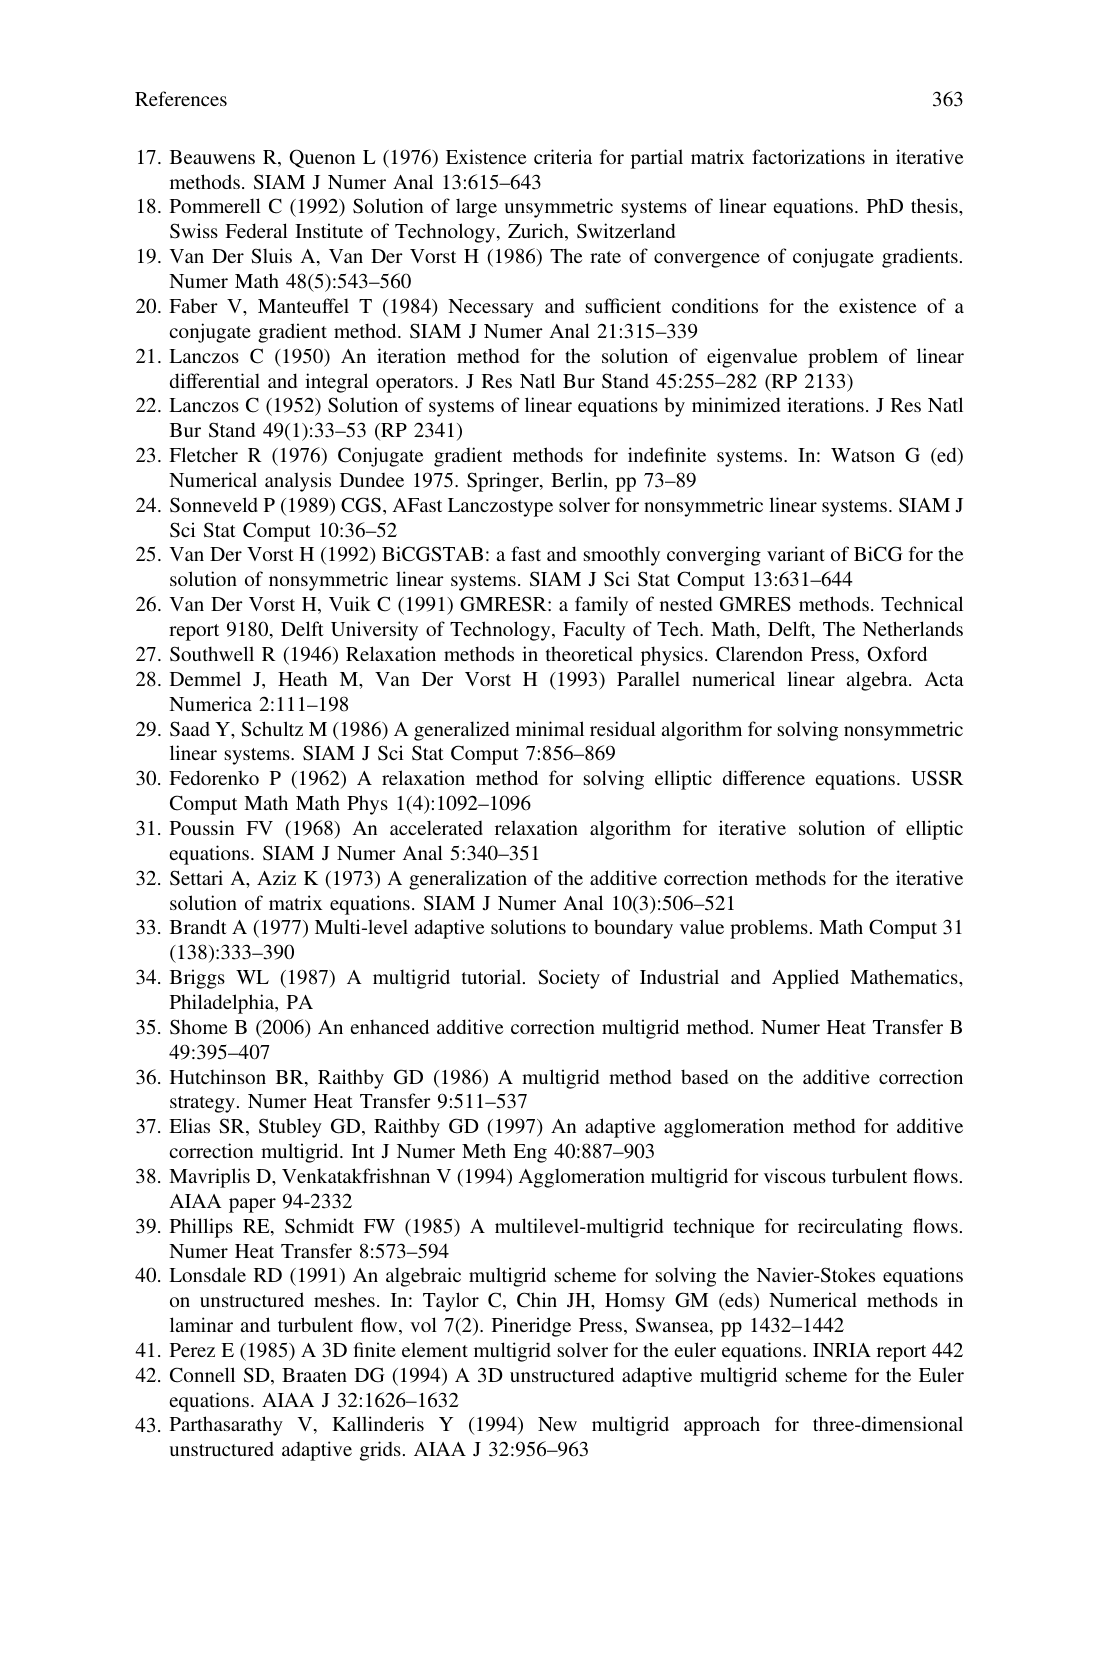 References 363
17. Beauwens R, Quenon L (1976) Existence criteria for partial matrix factorizations in iterative
methods. SIAM J Numer Anal 13:615–643
18. Pommerell C (1992) Solution of large unsymmetric systems of linear equations. PhD thesis,
Swiss Federal Institute of Technology, Zurich, Switzerland
19. Van Der Sluis A, Van Der Vorst H (1986) The rate of convergence of conjugate gradients.
Numer Math 48(5):543–560
20. Faber V, Manteuffel T (1984) Necessary and sufficient conditions for the existence of a
conjugate gradient method. SIAM J Numer Anal 21:315–339
21. Lanczos C (1950) An iteration method for the solution of eigenvalue problem of linear
differential and integral operators. J Res Natl Bur Stand 45:255–282 (RP 2133)
22. Lanczos C (1952) Solution of systems of linear equations by minimized iterations. J Res Natl
Bur Stand 49(1):33–53 (RP 2341)
23. Fletcher R (1976) Conjugate gradient methods for indefinite systems. In: Watson G (ed)
Numerical analysis Dundee 1975. Springer, Berlin, pp 73–89
24. Sonneveld P (1989) CGS, AFast Lanczostype solver for nonsymmetric linear systems. SIAM J
Sci Stat Comput 10:36–52
25. Van Der Vorst H (1992) BiCGSTAB: a fast and smoothly converging variant of BiCG for the
solution of nonsymmetric linear systems. SIAM J Sci Stat Comput 13:631–644
26. Van Der Vorst H, Vuik C (1991) GMRESR: a family of nested GMRES methods. Technical
report 9180, Delft University of Technology, Faculty of Tech. Math, Delft, The Netherlands
27. Southwell R (1946) Relaxation methods in theoretical physics. Clarendon Press, Oxford
28. Demmel J, Heath M, Van Der Vorst H (1993) Parallel numerical linear algebra. Acta
Numerica 2:111–198
29. Saad Y, Schultz M (1986) A generalized minimal residual algorithm for solving nonsymmetric
linear systems. SIAM J Sci Stat Comput 7:856–869
30. Fedorenko P (1962) A relaxation method for solving elliptic difference equations. USSR
Comput Math Math Phys 1(4):1092–1096
31. Poussin FV (1968) An accelerated relaxation algorithm for iterative solution of elliptic
equations. SIAM J Numer Anal 5:340–351
32. Settari A, Aziz K (1973) A generalization of the additive correction methods for the iterative
solution of matrix equations. SIAM J Numer Anal 10(3):506–521
33. Brandt A (1977) Multi-level adaptive solutions to boundary value problems. Math Comput 31
(138):333–390
34. Briggs WL (1987) A multigrid tutorial. Society of Industrial and Applied Mathematics,
Philadelphia, PA
35. Shome B (2006) An enhanced additive correction multigrid method. Numer Heat Transfer B
49:395–407
36. Hutchinson BR, Raithby GD (1986) A multigrid method based on the additive correction
strategy. Numer Heat Transfer 9:511–537
37. Elias SR, Stubley GD, Raithby GD (1997) An adaptive agglomeration method for additive
correction multigrid. Int J Numer Meth Eng 40:887–903
38. Mavriplis D, Venkatakfrishnan V (1994) Agglomeration multigrid for viscous turbulent flows.
AIAA paper 94-2332
39. Phillips RE, Schmidt FW (1985) A multilevel-multigrid technique for recirculating flows.
Numer Heat Transfer 8:573–594
40. Lonsdale RD (1991) An algebraic multigrid scheme for solving the Navier-Stokes equations
on unstructured meshes. In: Taylor C, Chin JH, Homsy GM (eds) Numerical methods in
laminar and turbulent flow, vol 7(2). Pineridge Press, Swansea, pp 1432–1442
41. Perez E (1985) A 3D finite element multigrid solver for the euler equations. INRIA report 442
42. Connell SD, Braaten DG (1994) A 3D unstructured adaptive multigrid scheme for the Euler
equations. AIAA J 32:1626–1632
43. Parthasarathy V, Kallinderis Y (1994) New multigrid approach for three-dimensional
unstructured adaptive grids. AIAA J 32:956–963